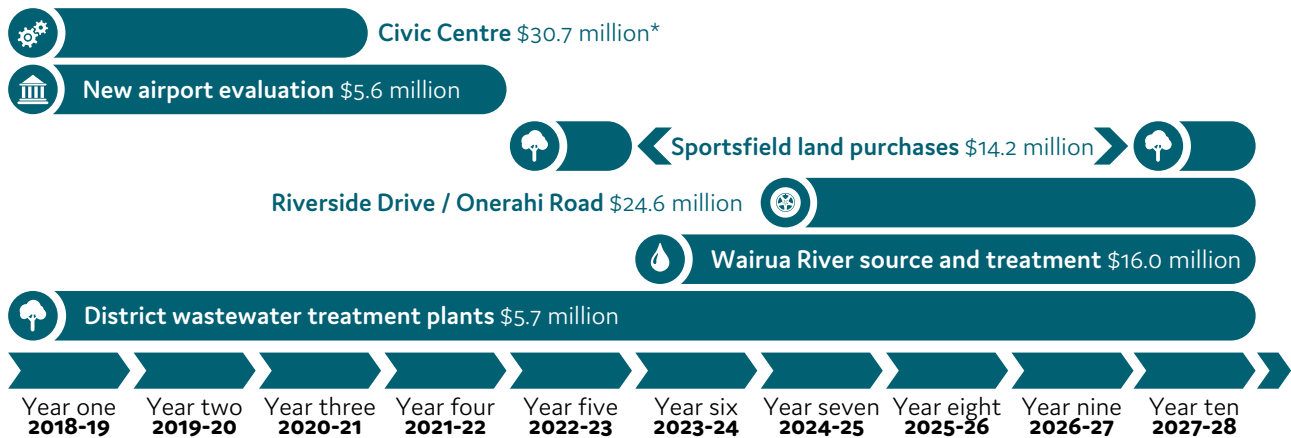 Civic Centre $30.7 million*
New airport evaluation $5.6 million
Sportsfield land purchases $14.2 million
Riverside Drive / Onerahi Road $24.6 million
Wairua River source and treatment $16.0 million
District wastewater treatment plants $5.7 million
Year one Year two Year three Year four Year five Year six Year seven Year eight Year nine Year ten
2018-19 2019-20 2020-21 2021-22 2022-23 2023-24 2024-25 2025-26 2026-27 2027-28